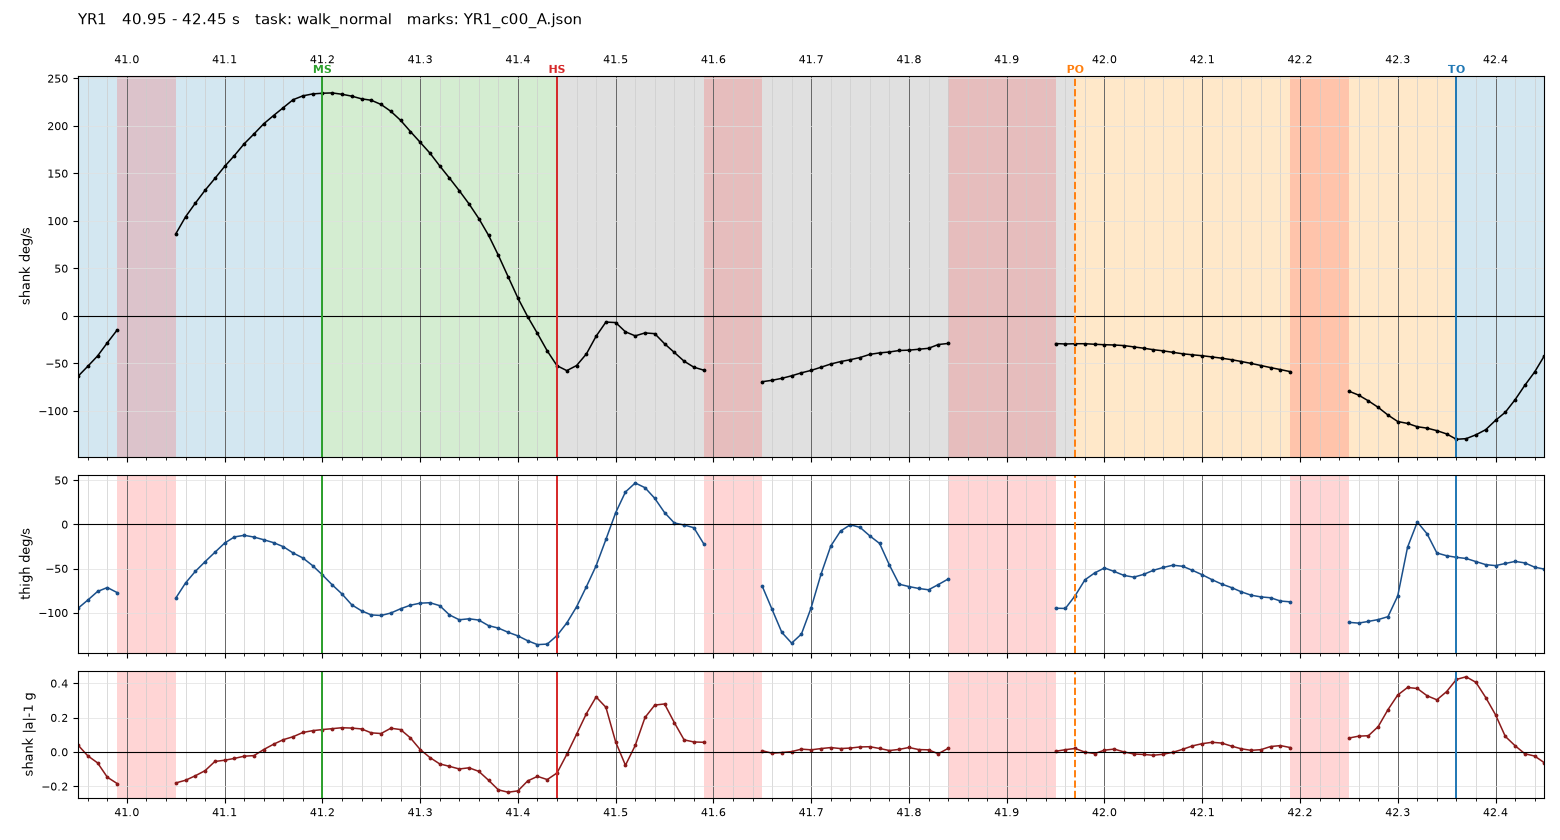 YR1   40.95 - 42.45 s   task: walk_normal   marks: YR1_c00_A.json
41.0 41.1 41.2 41.3 41.4 41.5 41.6 41.7 41.8 41.9 42.0 42.1 42.2 42.3 42.4
MS HS PO TO
250
200
150
100
50
0
−50
−100
shank deg/s
50
0
−50
−100
thigh deg/s
0.4
0.2
0.0
−0.2
shank |a|-1 g
41.0 41.1 41.2 41.3 41.4 41.5 41.6 41.7 41.8 41.9 42.0 42.1 42.2 42.3 42.4